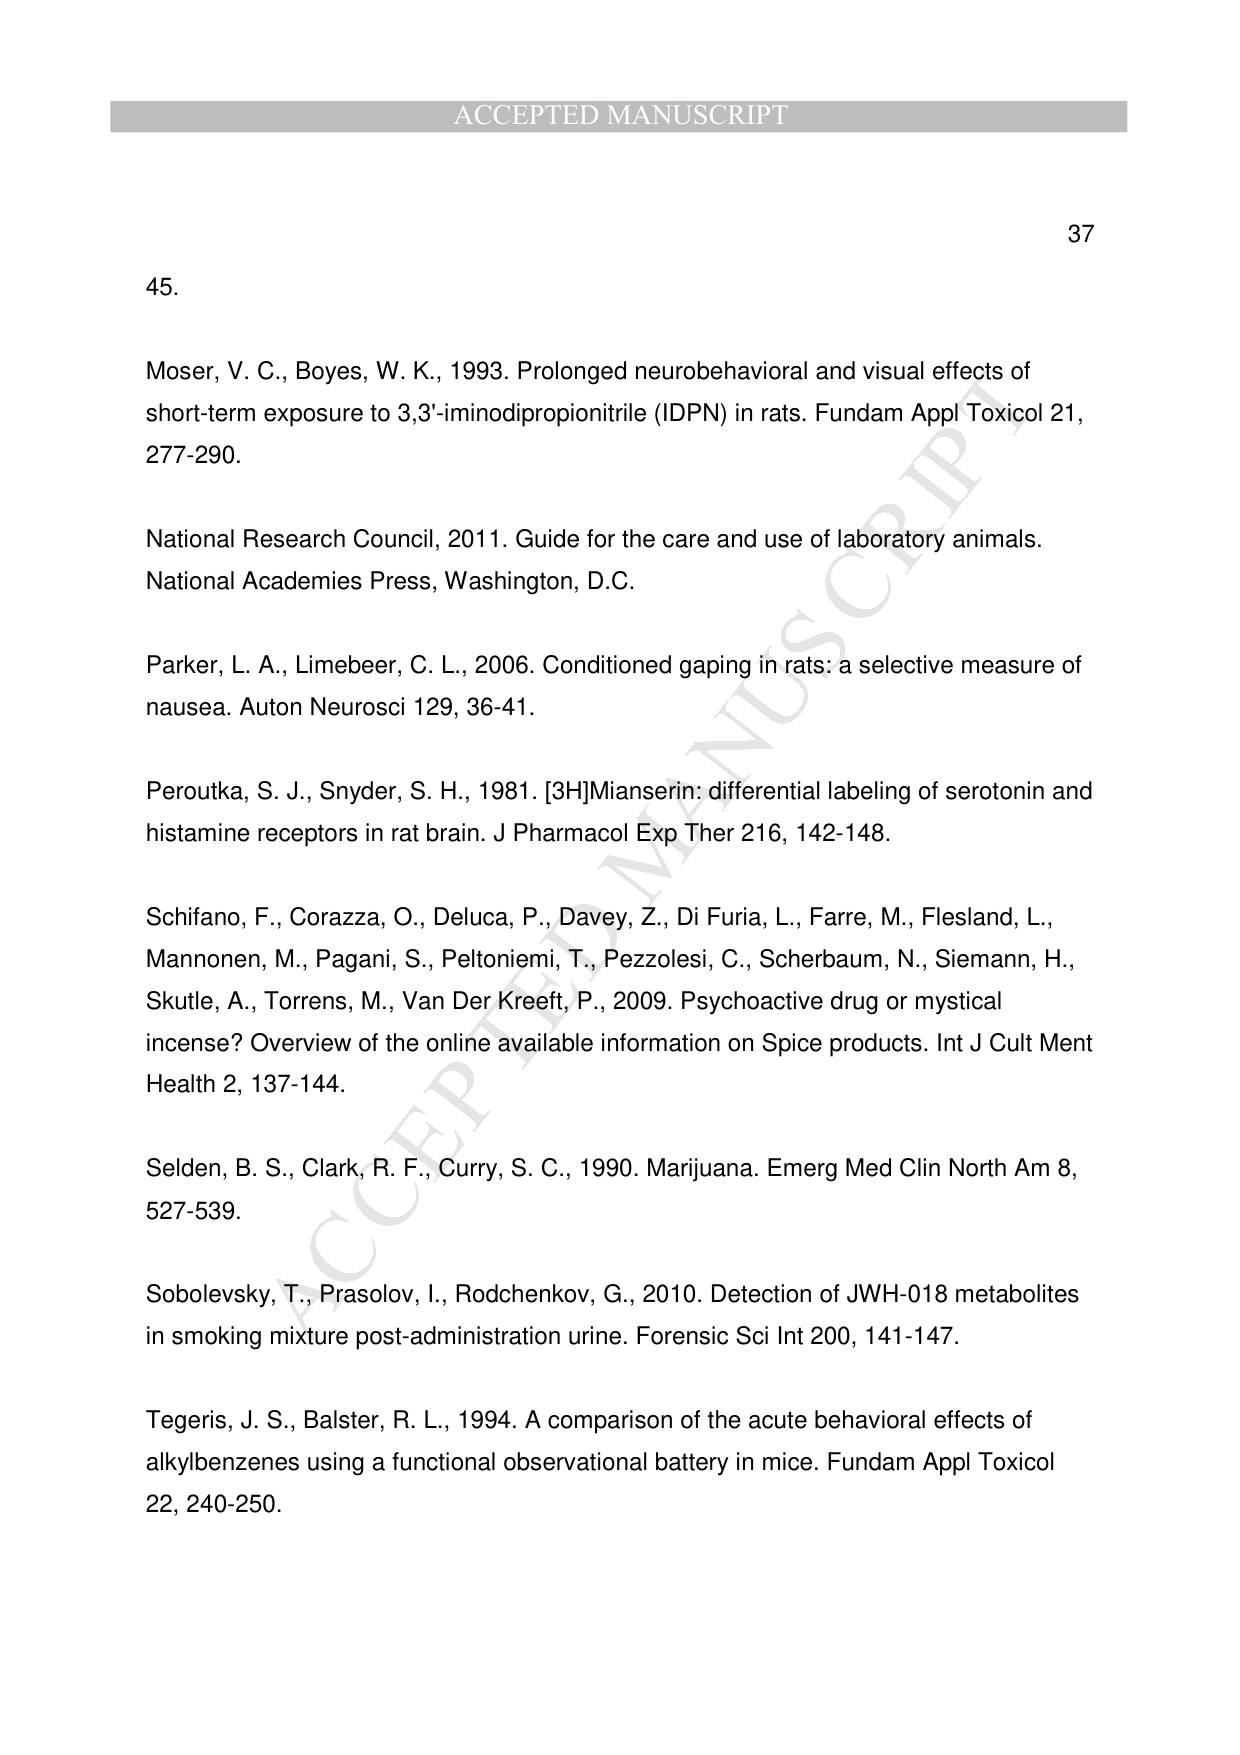 ACCEPTED MANUSCRIPT
37
45.
Moser, V. C., Boyes, W. K., 1993. Prolonged neurobehavioral and visual effects of
short-term exposure to 3,3'-iminodipropionitrile (IDPN) in rats. Fundam Appl Toxicol 21,
277-290.
National Research Council, 2011. Guide for the care and use of laboratory animals.
National Academies Press, Washington, D.C.
Parker, L. A., Limebeer, C. L., 2006. Conditioned gaping in rats: a selective measure of
nausea. Auton Neurosci 129, 36-41.
Peroutka, S. J., Snyder, S. H., 1981. [3H]Mianserin: differential labeling of serotonin and
histamine receptors in rat brain. J Pharmacol Exp Ther 216, 142-148.
Schifano, F., Corazza, O., Deluca, P., Davey, Z., Di Furia, L., Farre, M., Flesland, L.,
Mannonen, M., Pagani, S., Peltoniemi, T., Pezzolesi, C., Scherbaum, N., Siemann, H.,
Skutle, A., Torrens, M., Van Der Kreeft, P., 2009. Psychoactive drug or mystical
incense? Overview of the online available information on Spice products. Int J Cult Ment
Health 2, 137-144.
Selden, B. S., Clark, R. F., Curry, S. C., 1990. Marijuana. Emerg Med Clin North Am 8,
527-539.
Sobolevsky, T., Prasolov, I., Rodchenkov, G., 2010. Detection of JWH-018 metabolites
in smoking mixture post-administration urine. Forensic Sci Int 200, 141-147.
Tegeris, J. S., Balster, R. L., 1994. A comparison of the acute behavioral effects of
alkylbenzenes using a functional observational battery in mice. Fundam Appl Toxicol
22, 240-250.
ACCEPTED MANUSCRIPT